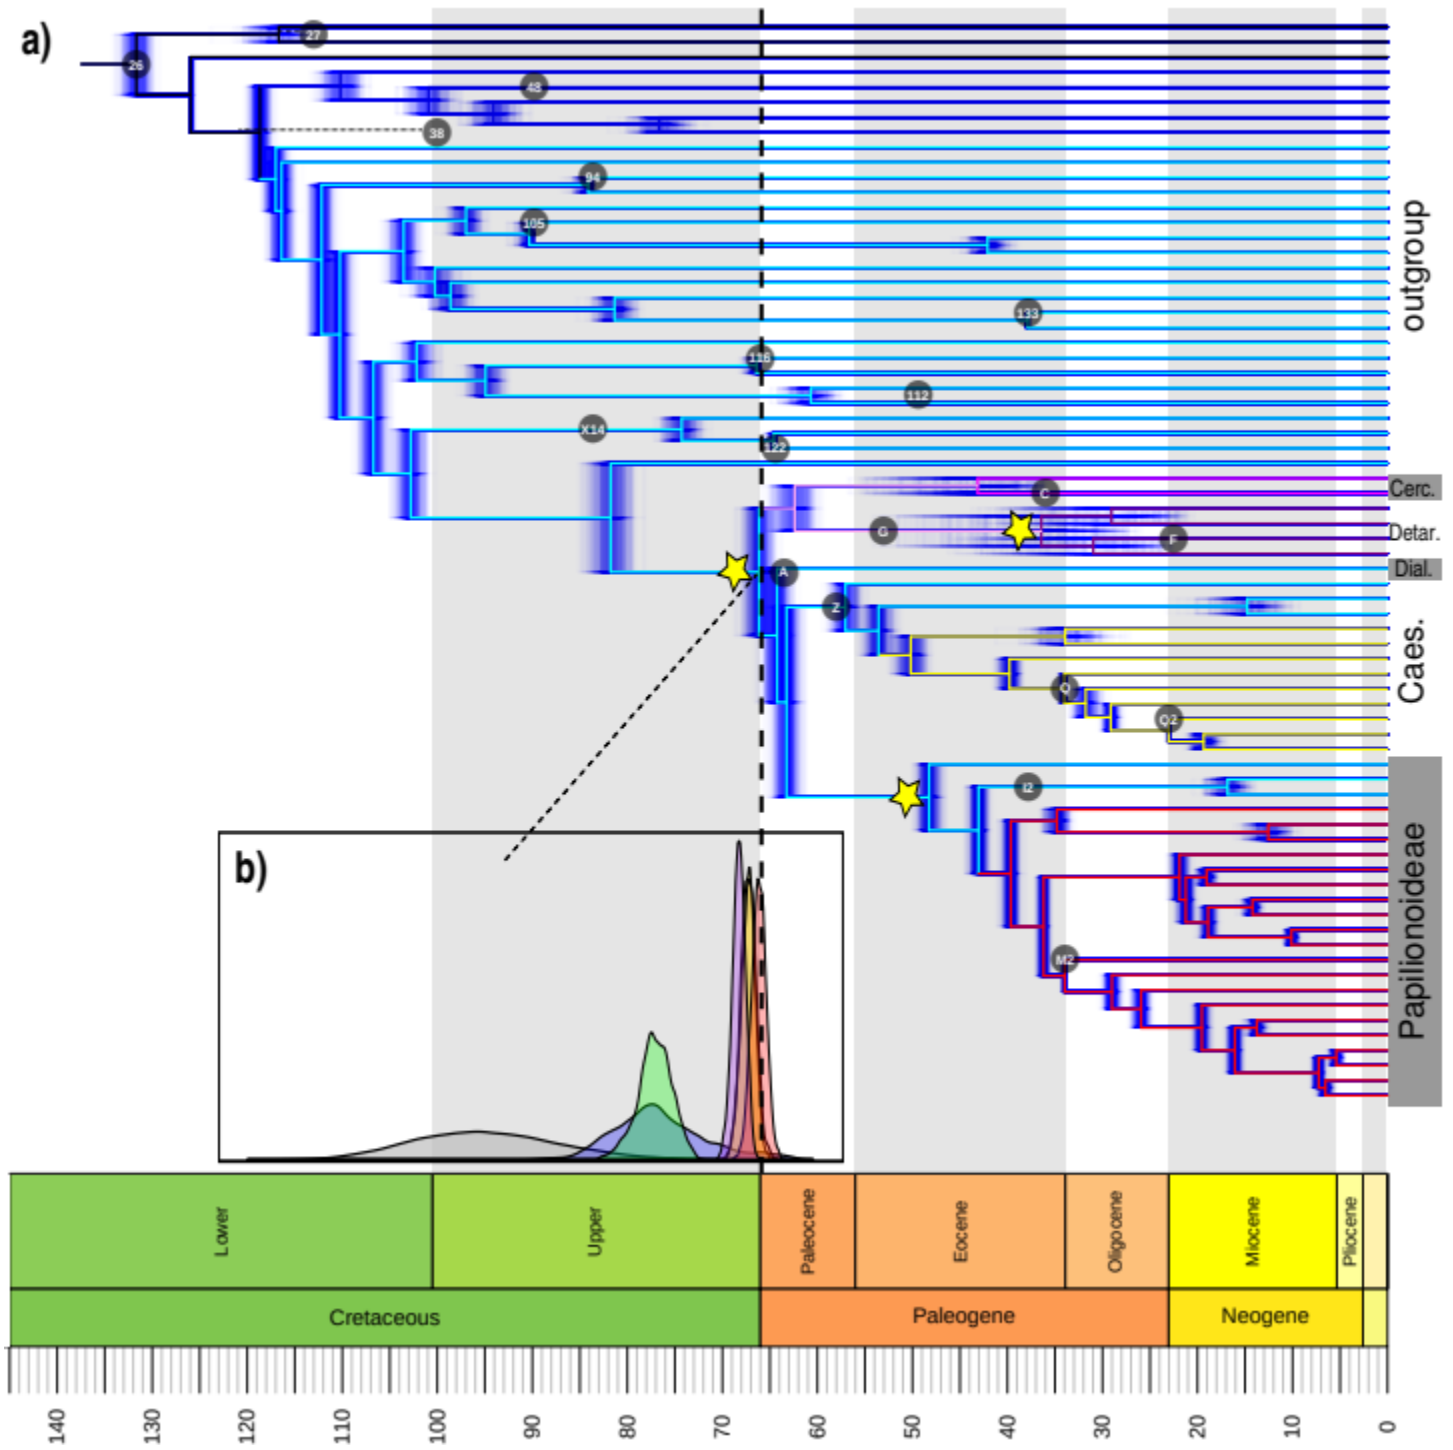 a)
27
26
48
38
94
105
133
116
112
X14
122
outgroup
C
Cerc.
G
F
Detar.
A
Dial.
Z
Caes.
Q
Q2
I2
M2
Papilionoideae
b)
Lower
Upper
Paleocene
Eocene
Oligocene
Miocene
Pliocene
Cretaceous
Paleogene
Neogene
140 130 120 110 100 90 80 70 60 50 40 30 20 10 0